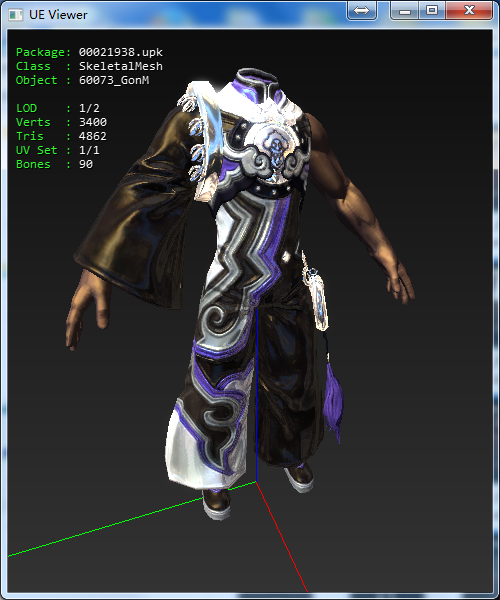 UE Viewer
Package: 00021938.upk
Class : SkeletalMesh
Object : 60073_GonM
LOD : 1/2
Verts : 3400
Tris : 4862
UV Set : 1/1
Bones : 90